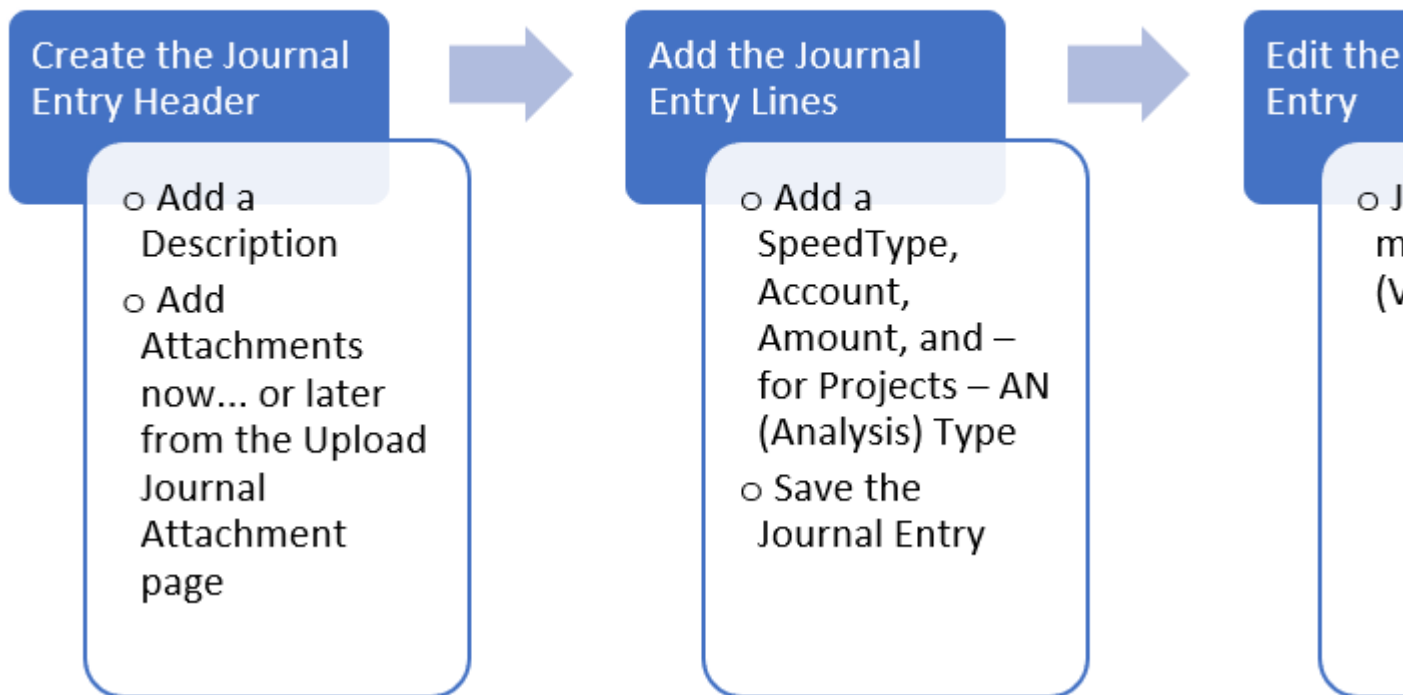 Create the Journal
Entry Header
o Add a
Description
o Add
Attachments
now... or later
from the Upload
Journal
Attachment
page
Add the Journal
Entry Lines
o Add a
SpeedType,
Account,
Amount, and –
for Projects – AN
(Analysis) Type
o Save the
Journal Entry
Edit the
Entry
o